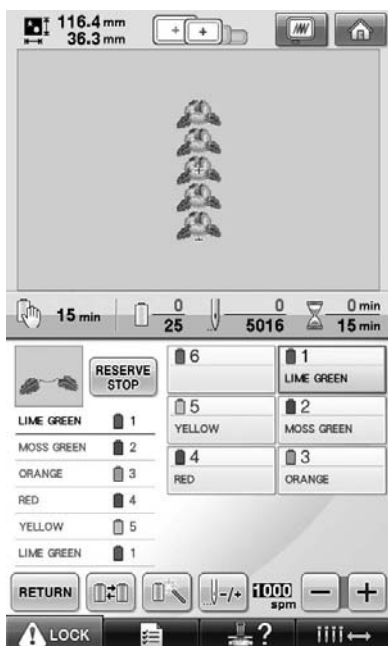 116.4 mm
36.3 mm
15 min 0 0 0 min
25 5016 15 min
RESERVE
STOP
LIME GREEN 1
MOSS GREEN 2
ORANGE 3
RED 4
YELLOW 5
LIME GREEN 1
6 1
LIME GREEN
5 2
YELLOW MOSS GREEN
4 3
RED ORANGE
RETURN -/+ 1000 spm - +
LOCK ?